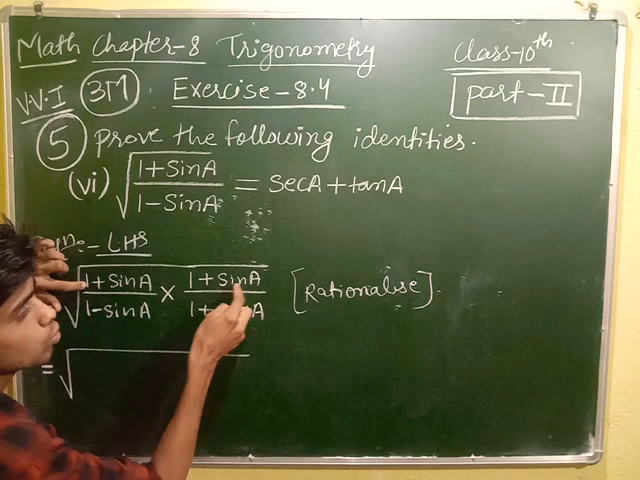 Math Chapter-8 Trigonometry Class-10th
V.V.I 3M Exercise-8.4 part-II
5 prove the following identities.
(vi) √(1+SinA / 1-SinA) = secA+tanA
LHS
√(1+sinA / 1-sinA × 1+SinA / 1+ A) [Rationalise]
= √